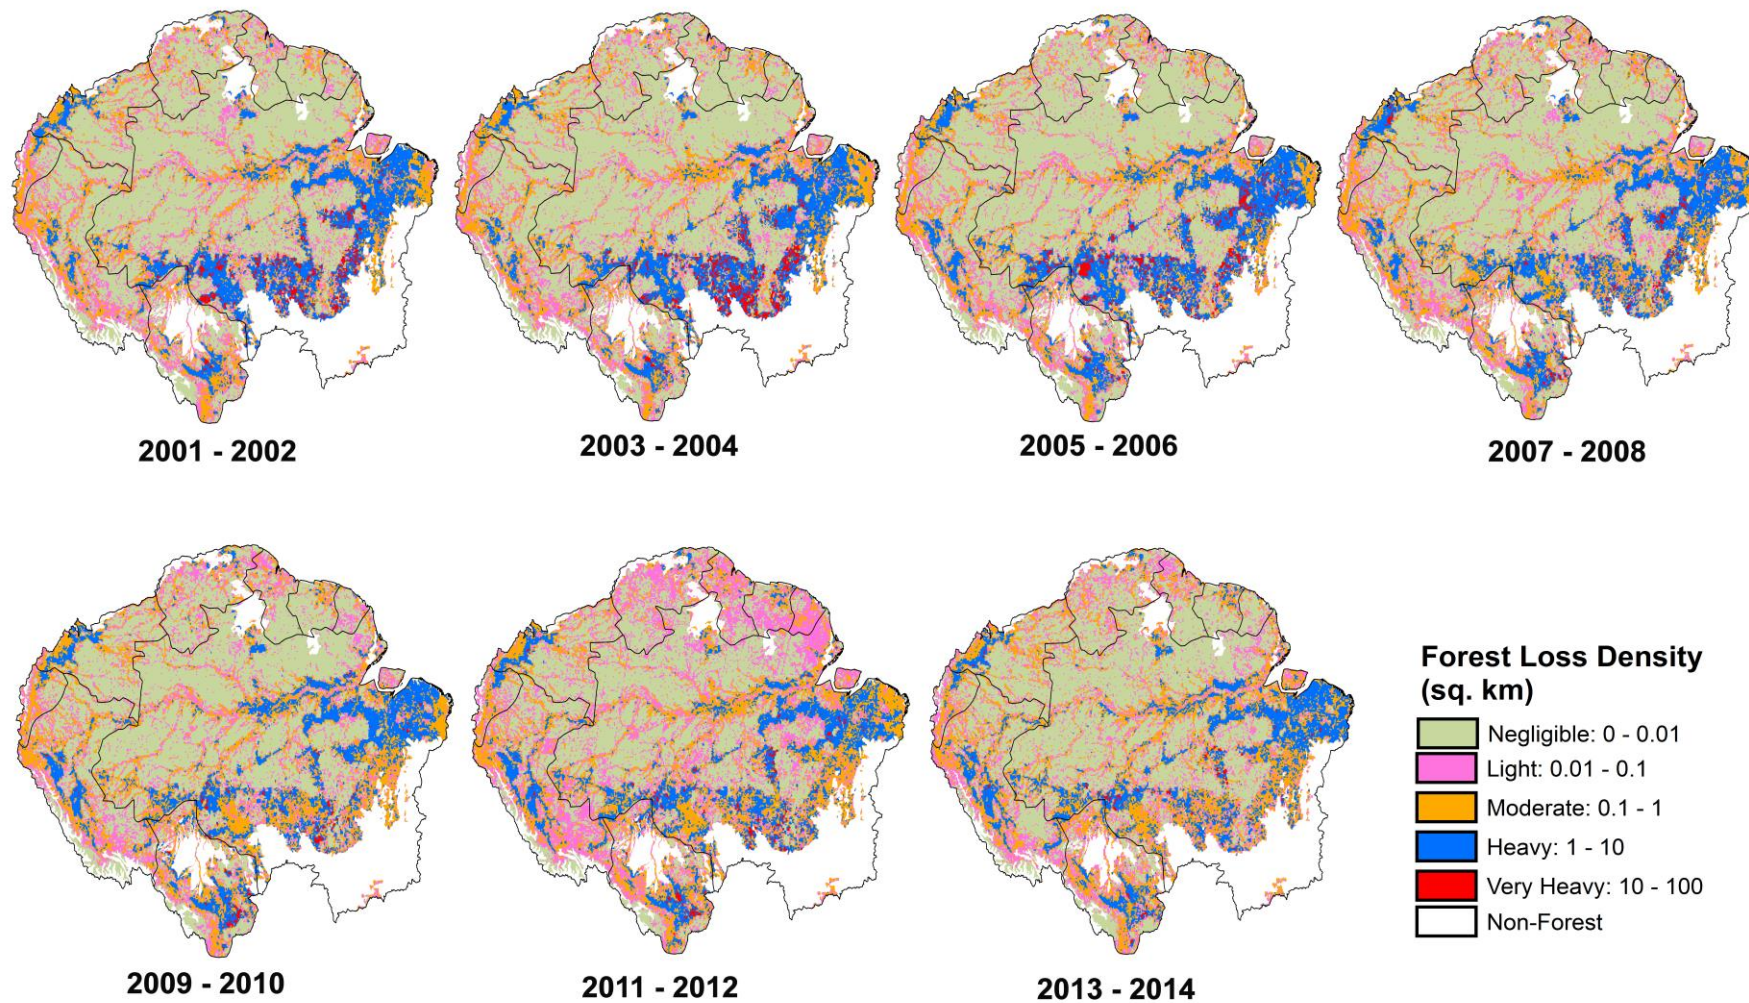 2001 - 2002
2003 - 2004
2005 - 2006
2007 - 2008
2009 - 2010
2011 - 2012
2013 - 2014
Forest Loss Density
(sq. km)
Negligible: 0 - 0.01
Light: 0.01 - 0.1
Moderate: 0.1 - 1
Heavy: 1 - 10
Very Heavy: 10 - 100
Non-Forest